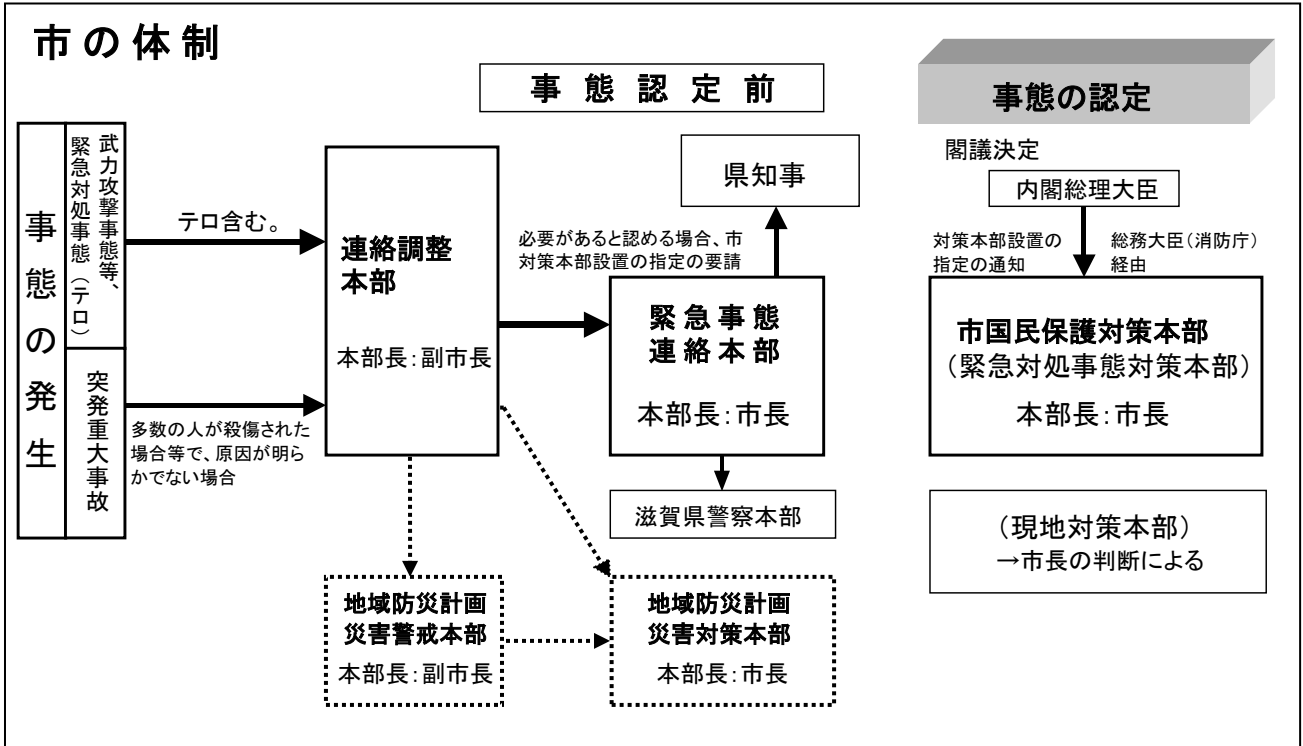 市の体制
事態認定前
事態の認定
事態の発生
武力攻撃事態等、
緊急対処事態（テロ）
突発重大事故
テロ含む。
多数の人が殺傷された
場合等で、原因が明ら
かでない場合
連絡調整
本部
本部長：副市長
必要があると認める場合、市
対策本部設置の指定の要請
県知事
緊急事態
連絡本部
本部長：市長
滋賀県警察本部
地域防災計画
災害警戒本部
本部長：副市長
地域防災計画
災害対策本部
本部長：市長
閣議決定
内閣総理大臣
対策本部設置の
指定の通知
総務大臣（消防庁）
経由
市国民保護対策本部
（緊急対処事態対策本部）
本部長：市長
（現地対策本部）
→市長の判断による